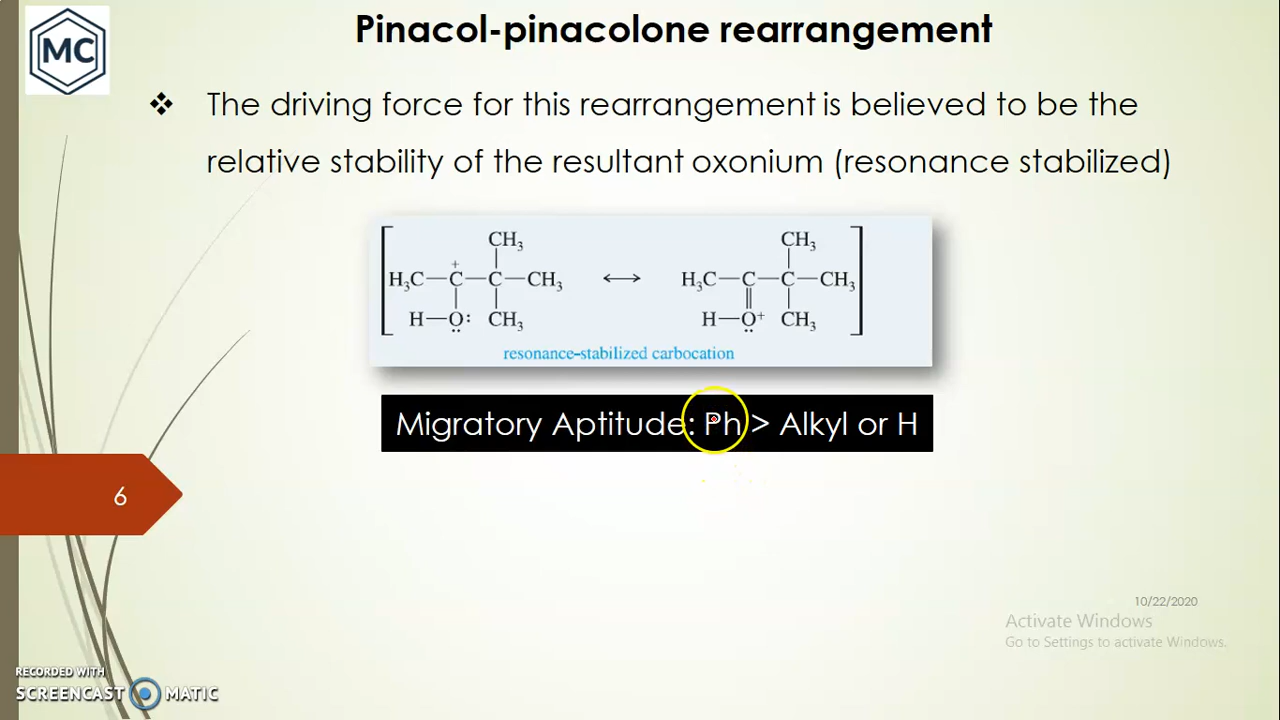 MC
Pinacol-pinacolone rearrangement
❖ The driving force for this rearrangement is believed to be the
relative stability of the resultant oxonium (resonance stabilized)
CH₃ CH₃
H₃C—C⁺—C—CH₃ ↔ H₃C—C—C—CH₃
H—O: CH₃ H—O⁺ CH₃
resonance-stabilized carbocation
Migratory Aptitude: Ph > Alkyl or H
6
10/22/2020
Activate Windows
Go to Settings to activate Windows.
RECORDED WITH
SCREENCAST MATIC